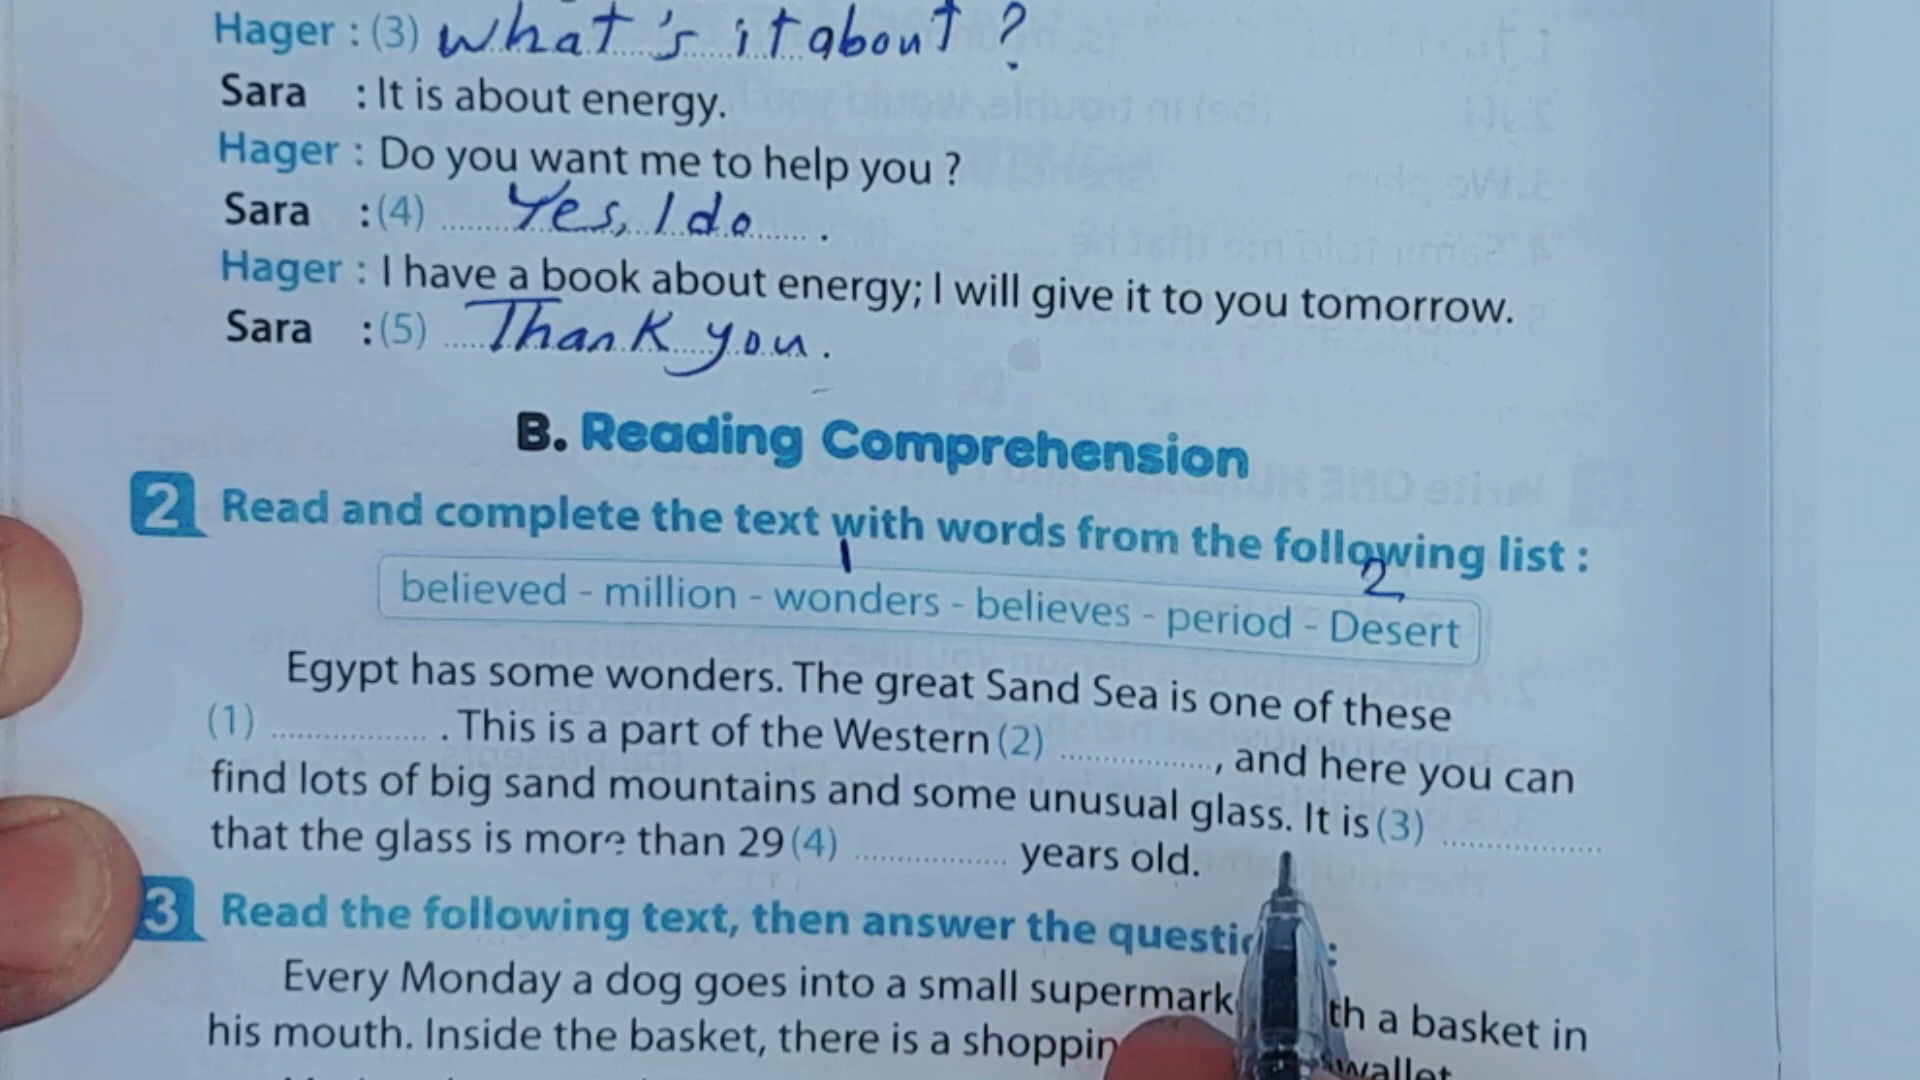 Hager : (3) what's it about ?
Sara : It is about energy.
Hager : Do you want me to help you ?
Sara : (4) Yes, I do .
Hager : I have a book about energy; I will give it to you tomorrow.
Sara : (5) Thank you .
B. Reading Comprehension
2 Read and complete the text with words from the following list :
1 2
believed - million - wonders - believes - period - Desert
Egypt has some wonders. The great Sand Sea is one of these
(1) ................ . This is a part of the Western (2) ................ , and here you can
find lots of big sand mountains and some unusual glass. It is (3) ................
that the glass is more than 29 (4) ................ years old.
3 Read the following text, then answer the :
Every Monday a dog goes into a small a basket in
his mouth. Inside the basket, there is a wallet